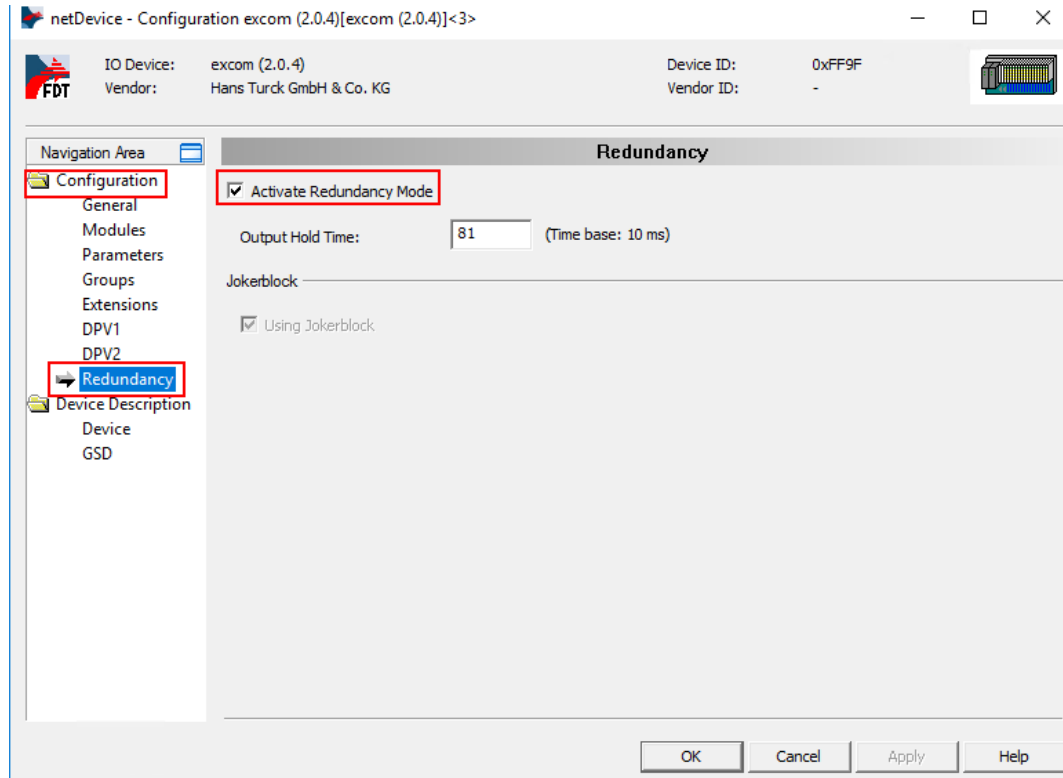 netDevice - Configuration excom (2.0.4)[excom (2.0.4)]<3>
IO Device: excom (2.0.4) Device ID: 0xFF9F
FDT
Vendor: Hans Turck GmbH & Co. KG Vendor ID: -
Navigation Area
Redundancy
Configuration
General
Modules
Parameters
Groups
Extensions
DPV1
DPV2
Redundancy
Device Description
Device
GSD
Activate Redundancy Mode
Output Hold Time: 81 (Time base: 10 ms)
Jokerblock
Using Jokerblock
OK Cancel Apply Help